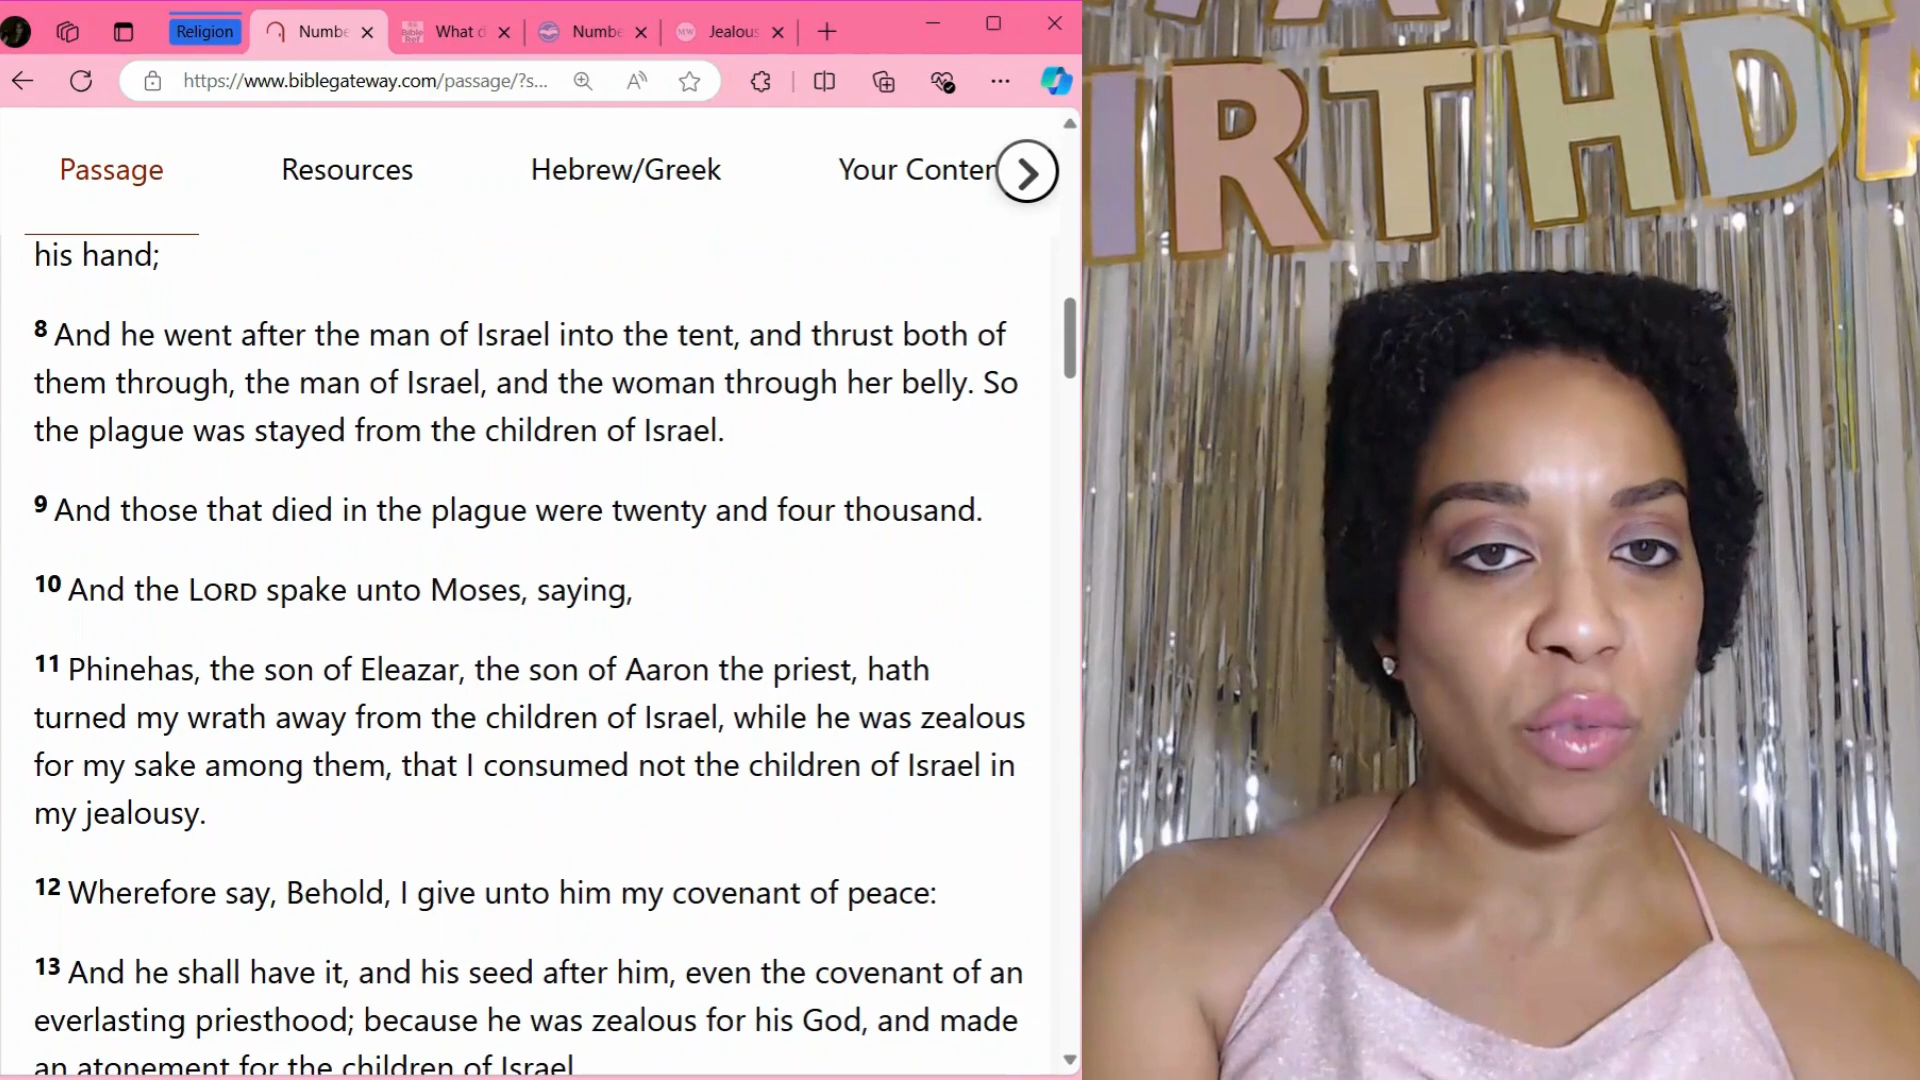 Religion
Numbe
What d
Numbe
Jealous
https://www.biblegateway.com/passage/?s...
Passage
Resources
Hebrew/Greek
Your Conten
his hand;
8 And he went after the man of Israel into the tent, and thrust both of
them through, the man of Israel, and the woman through her belly. So
the plague was stayed from the children of Israel.
9 And those that died in the plague were twenty and four thousand.
10 And the LORD spake unto Moses, saying,
11 Phinehas, the son of Eleazar, the son of Aaron the priest, hath
turned my wrath away from the children of Israel, while he was zealous
for my sake among them, that I consumed not the children of Israel in
my jealousy.
12 Wherefore say, Behold, I give unto him my covenant of peace:
13 And he shall have it, and his seed after him, even the covenant of an
everlasting priesthood; because he was zealous for his God, and made
an atonement for the children of Israel
IRTHD